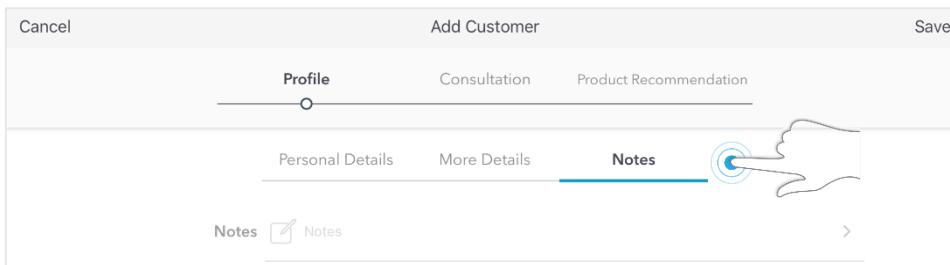 Cancel Add Customer Save
Profile Consultation Product Recommendation
Personal Details More Details Notes
Notes Notes